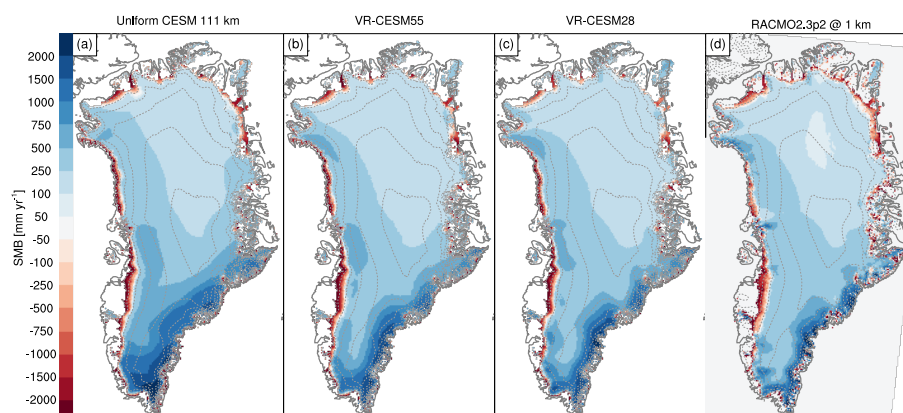 Uniform CESM 111 km
VR-CESM55
VR-CESM28
RACMO2.3p2 @ 1 km
(a)
(b)
(c)
(d)
SMB [mm yr⁻¹]
2000
1500
1000
750
500
250
100
50
-50
-100
-250
-500
-750
-1000
-1500
-2000